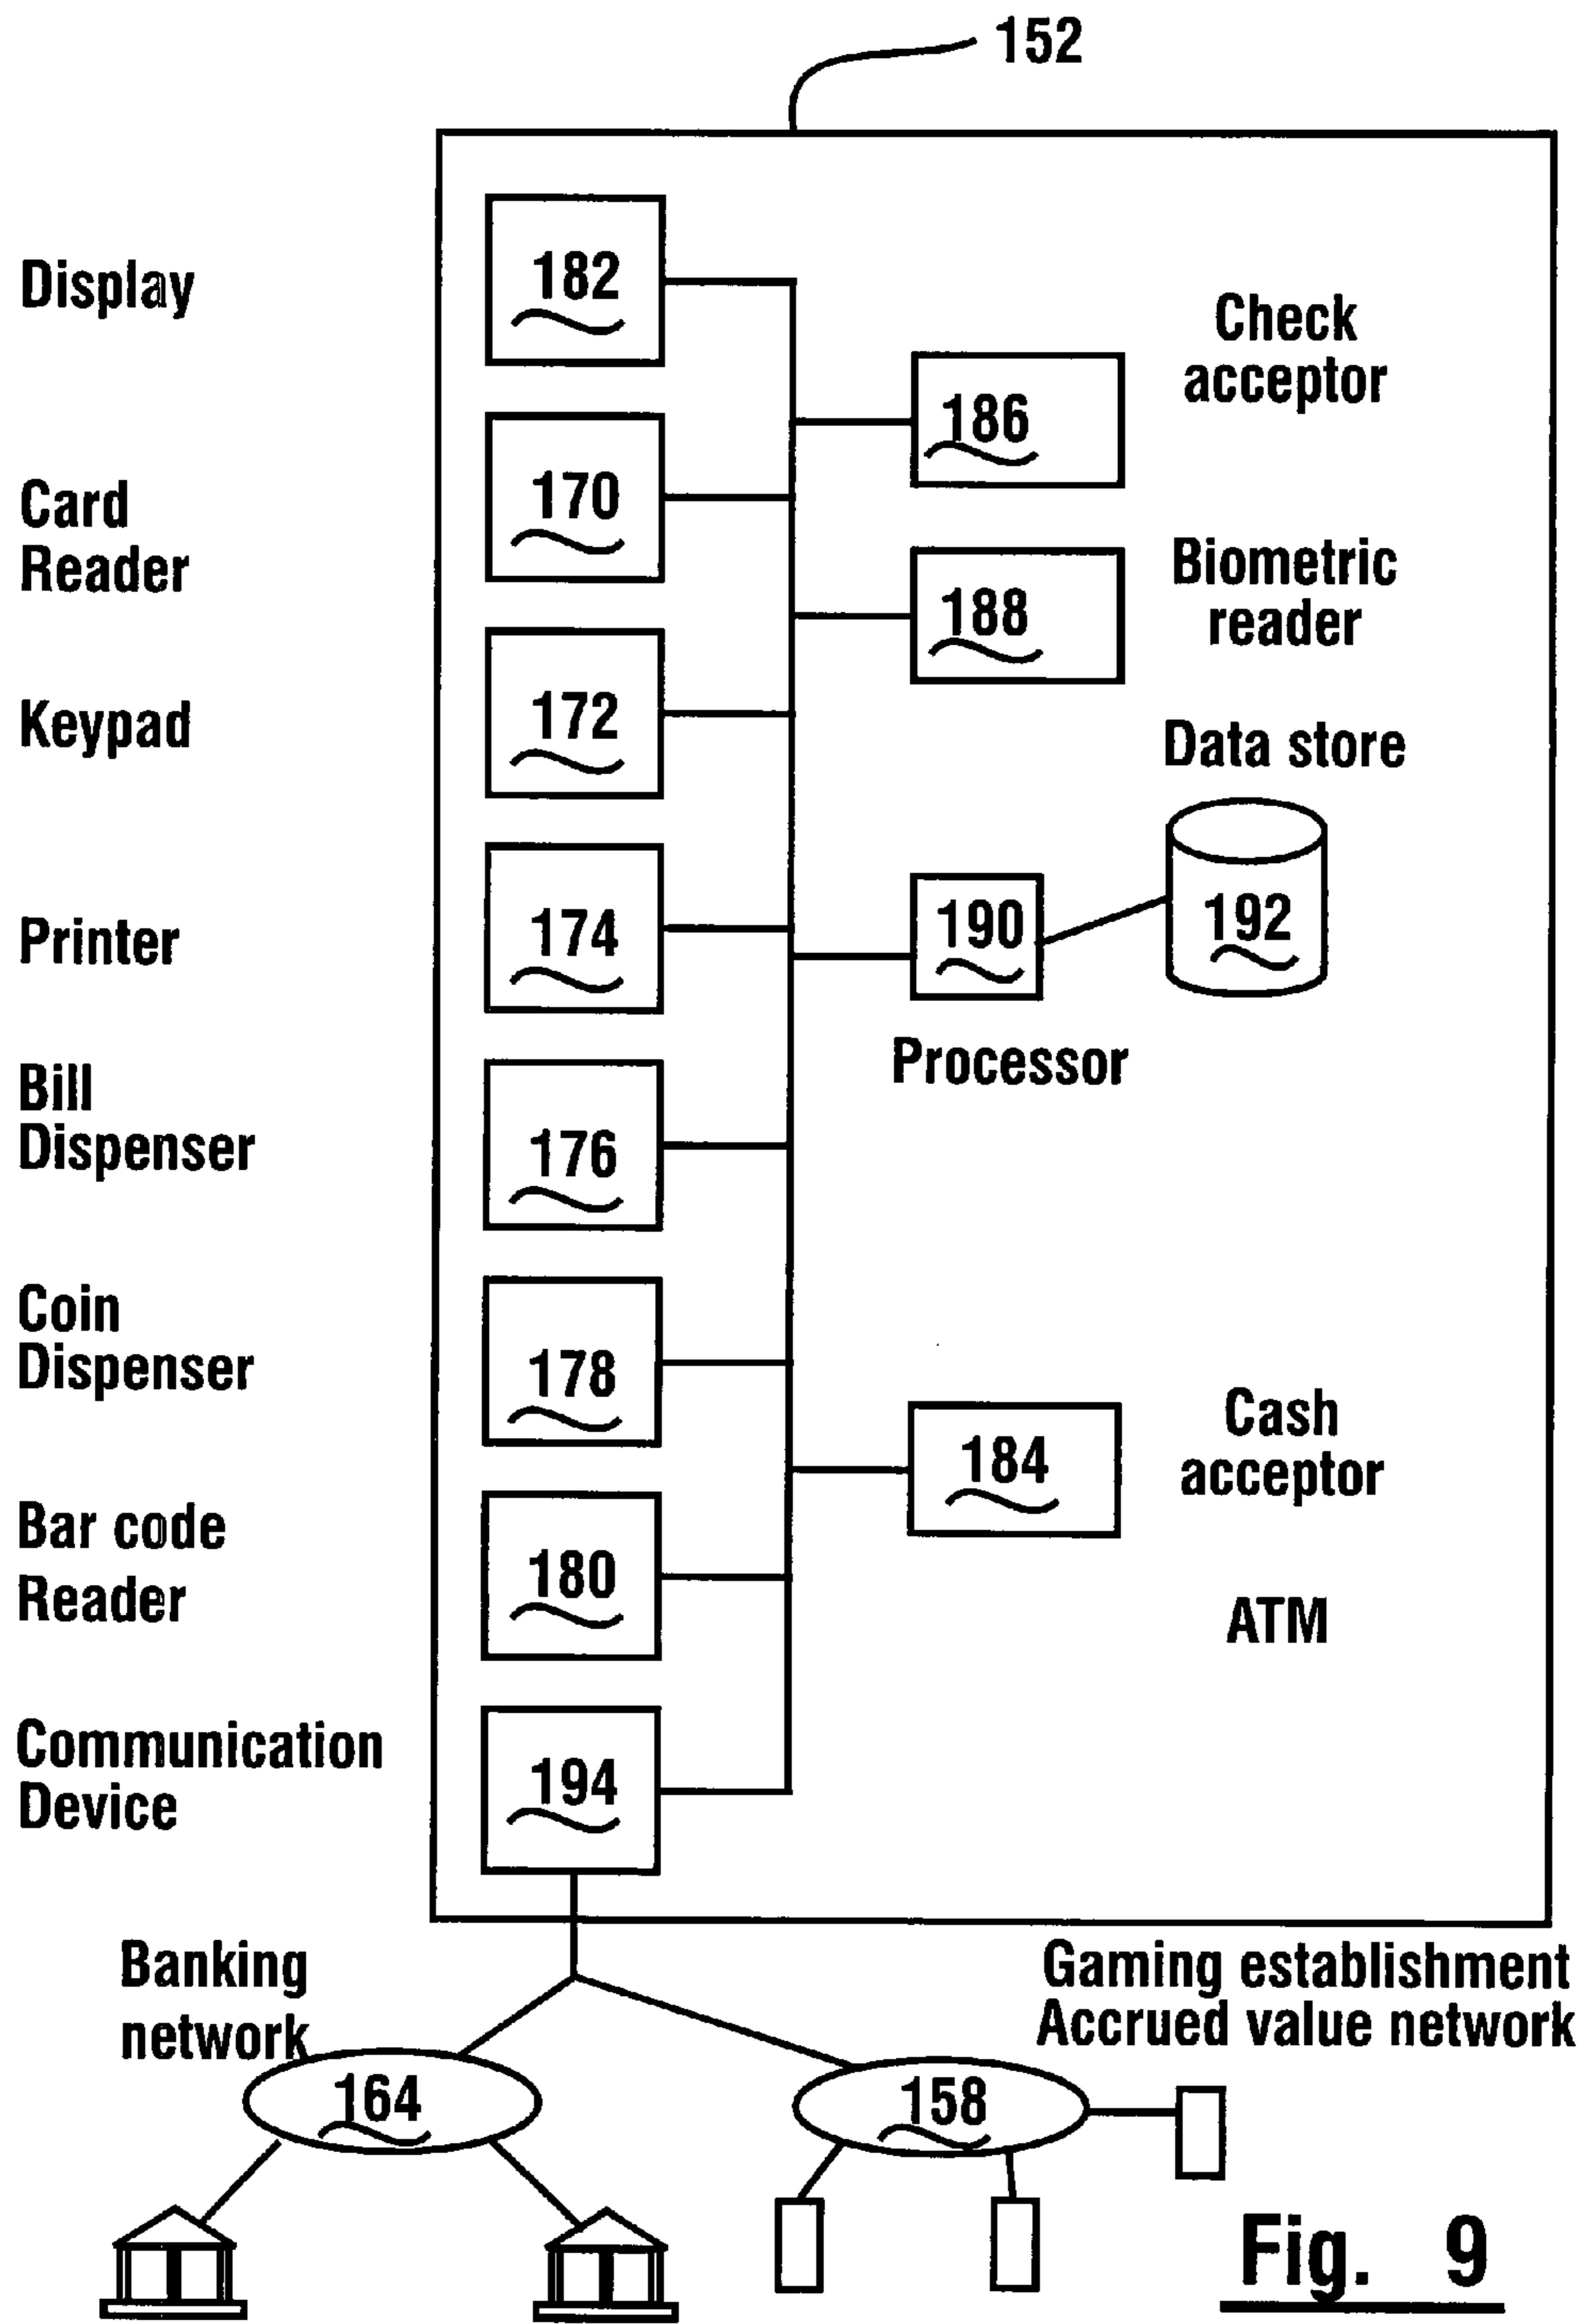 152
Display
182
Check
acceptor
186
Card
Reader
170
Biometric
reader
188
Keypad
172
Data store
192
Printer
174
190
Processor
Bill
Dispenser
176
Coin
Dispenser
178
Cash
acceptor
184
Bar code
Reader
180
ATM
Communication
Device
194
Banking
network
164
Gaming establishment
Accrued value network
158
Fig. 9